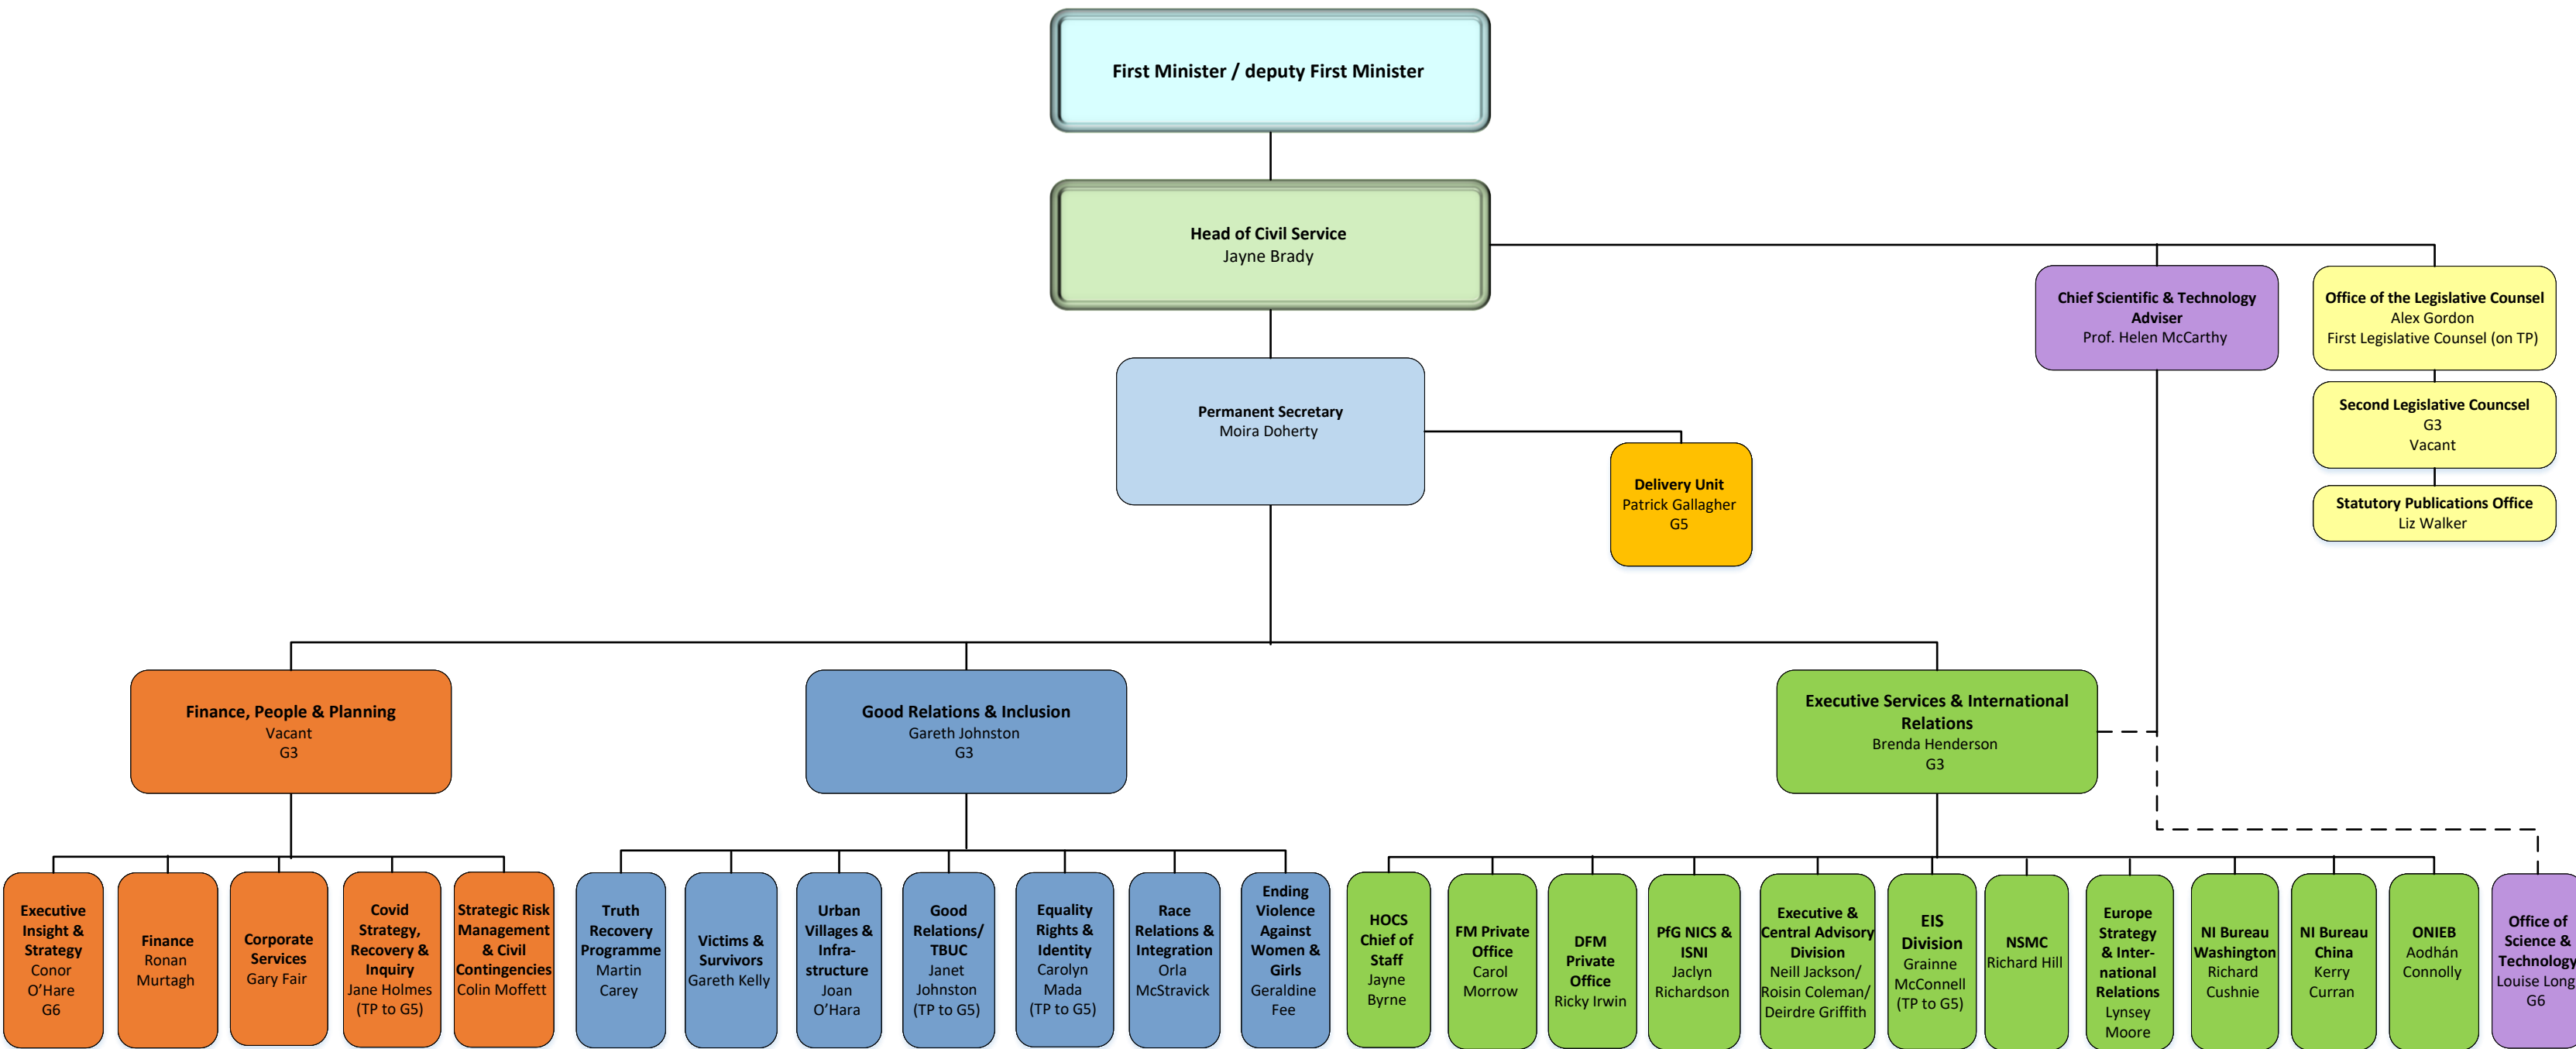 First Minister / deputy First Minister
Head of Civil Service
Jayne Brady
Chief Scientific & Technology
Adviser
Prof. Helen McCarthy
Office of the Legislative Counsel
Alex Gordon
First Legislative Counsel (on TP)
Second Legislative Councsel
G3
Vacant
Statutory Publications Office
Liz Walker
Permanent Secretary
Moira Doherty
Delivery Unit
Patrick Gallagher
G5
Finance, People & Planning
Vacant
G3
Good Relations & Inclusion
Gareth Johnston
G3
Executive Services & International
Relations
Brenda Henderson
G3
Executive
Insight &
Strategy
Conor
O’Hare
G6
Finance
Ronan
Murtagh
Corporate
Services
Gary Fair
Covid
Strategy,
Recovery &
Inquiry
Jane Holmes
(TP to G5)
Strategic Risk
Management
& Civil
Contingencies
Colin Moffett
Truth
Recovery
Programme
Martin
Carey
Victims &
Survivors
Gareth Kelly
Urban
Villages &
Infra-
structure
Joan
O’Hara
Good
Relations/
TBUC
Janet
Johnston
(TP to G5)
Equality
Rights &
Identity
Carolyn
Mada
(TP to G5)
Race
Relations &
Integration
Orla
McStravick
Ending
Violence
Against
Women &
Girls
Geraldine
Fee
HOCS
Chief of
Staff
Jayne
Byrne
FM Private
Office
Carol
Morrow
DFM
Private
Office
Ricky Irwin
PfG NICS &
ISNI
Jaclyn
Richardson
Executive &
Central Advisory
Division
Neill Jackson/
Roisin Coleman/
Deirdre Griffith
EIS
Division
Grainne
McConnell
(TP to G5)
NSMC
Richard Hill
Europe
Strategy
& Inter-
national
Relations
Lynsey
Moore
NI Bureau
Washington
Richard
Cushnie
NI Bureau
China
Kerry
Curran
ONIEB
Aodhán
Connolly
Office of
Science &
Technology
Louise Long
G6